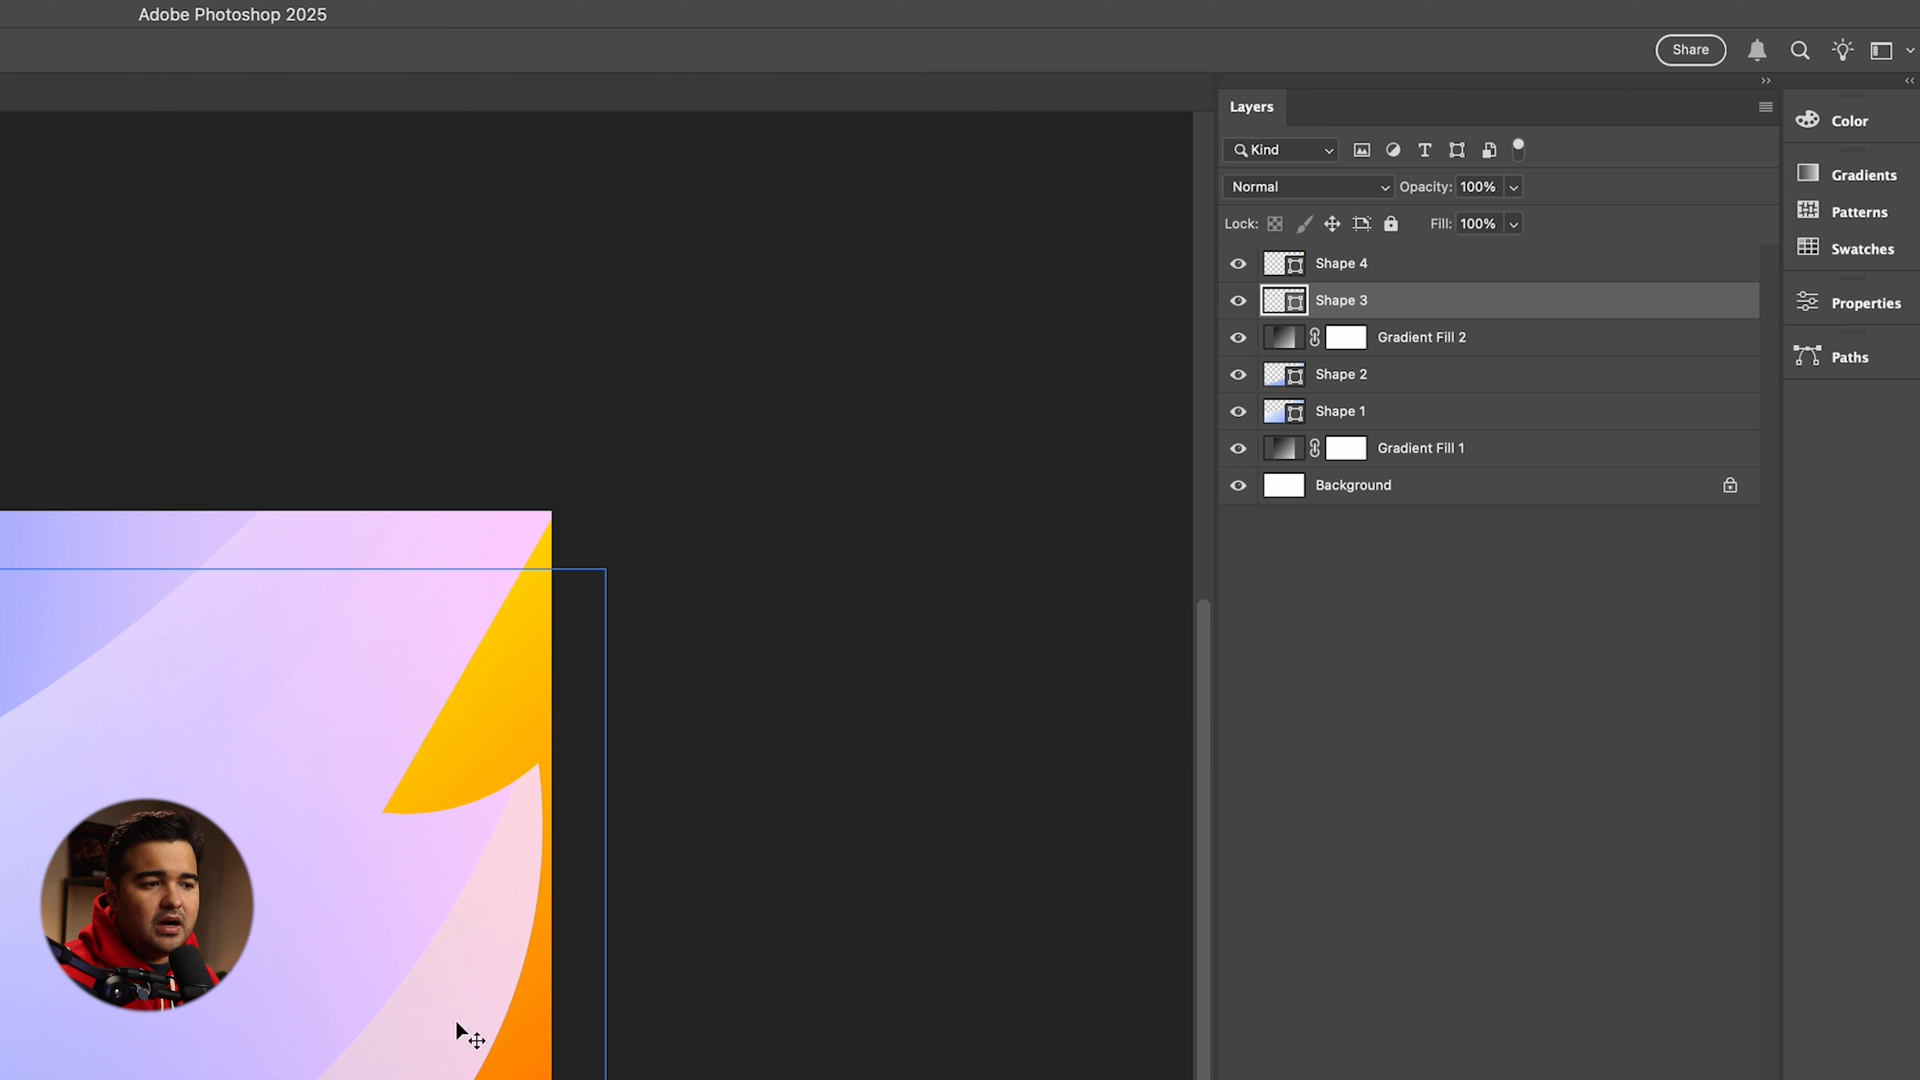 Adobe Photoshop 2025
Share
Layers
Kind
Normal Opacity: 100%
Lock: Fill: 100%
Shape 4
Shape 3
Gradient Fill 2
Shape 2
Shape 1
Gradient Fill 1
Background
Color
Gradients
Patterns
Swatches
Properties
Paths